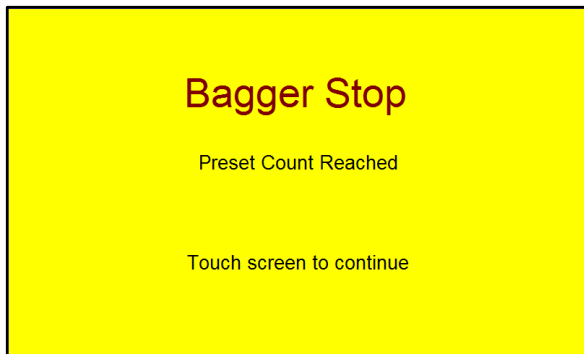 Bagger Stop
Preset Count Reached
Touch screen to continue